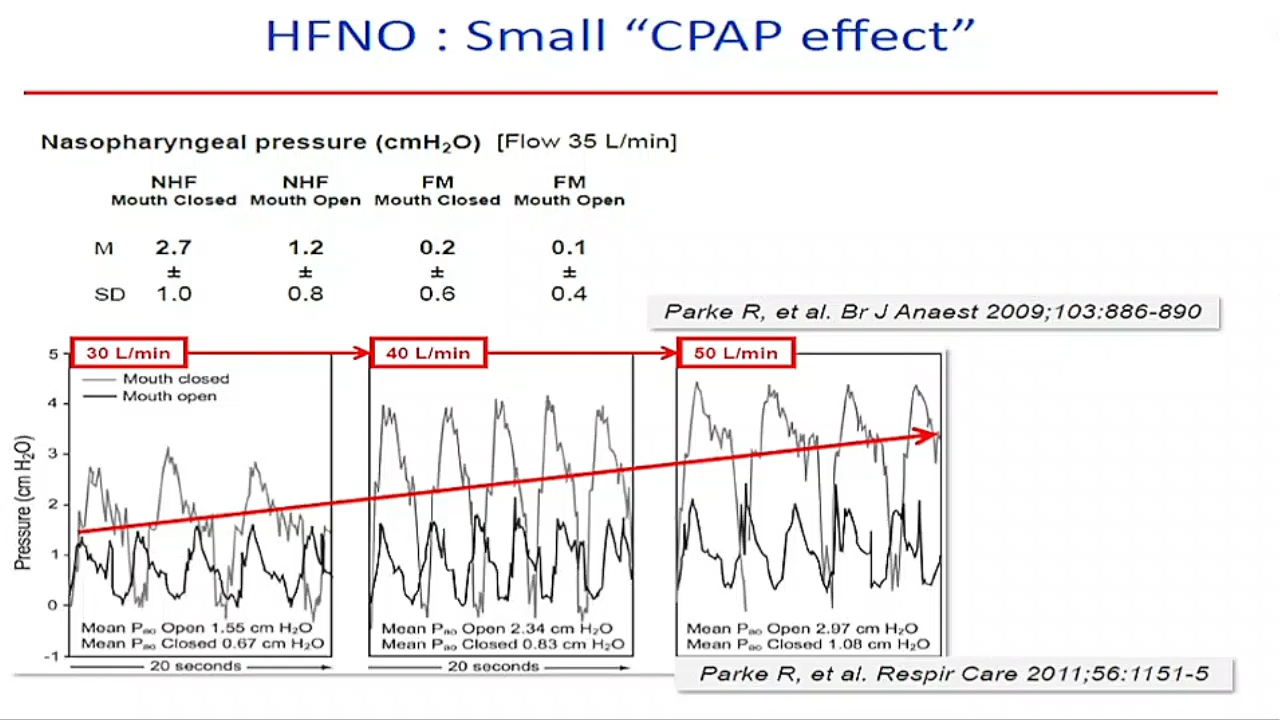 HFNO : Small “CPAP effect”
Nasopharyngeal pressure (cmH₂O) [Flow 35 L/min]
NHF NHF FM FM
Mouth Closed Mouth Open Mouth Closed Mouth Open
M 2.7 1.2 0.2 0.1
± ± ± ±
SD 1.0 0.8 0.6 0.4
Parke R, et al. Br J Anaest 2009;103:886-890
30 L/min 40 L/min 50 L/min
Mouth closed
Mouth open
Pressure (cm H₂O)
5
4
3
2
1
0
-1
Mean Pₐₒ Open 1.55 cm H₂O
Mean Pₐₒ Closed 0.67 cm H₂O
Mean Pₐₒ Open 2.34 cm H₂O
Mean Pₐₒ Closed 0.83 cm H₂O
Mean Pₐₒ Open 2.97 cm H₂O
Mean Pₐₒ Closed 1.08 cm H₂O
20 seconds
20 seconds
Parke R, et al. Respir Care 2011;56:1151-5